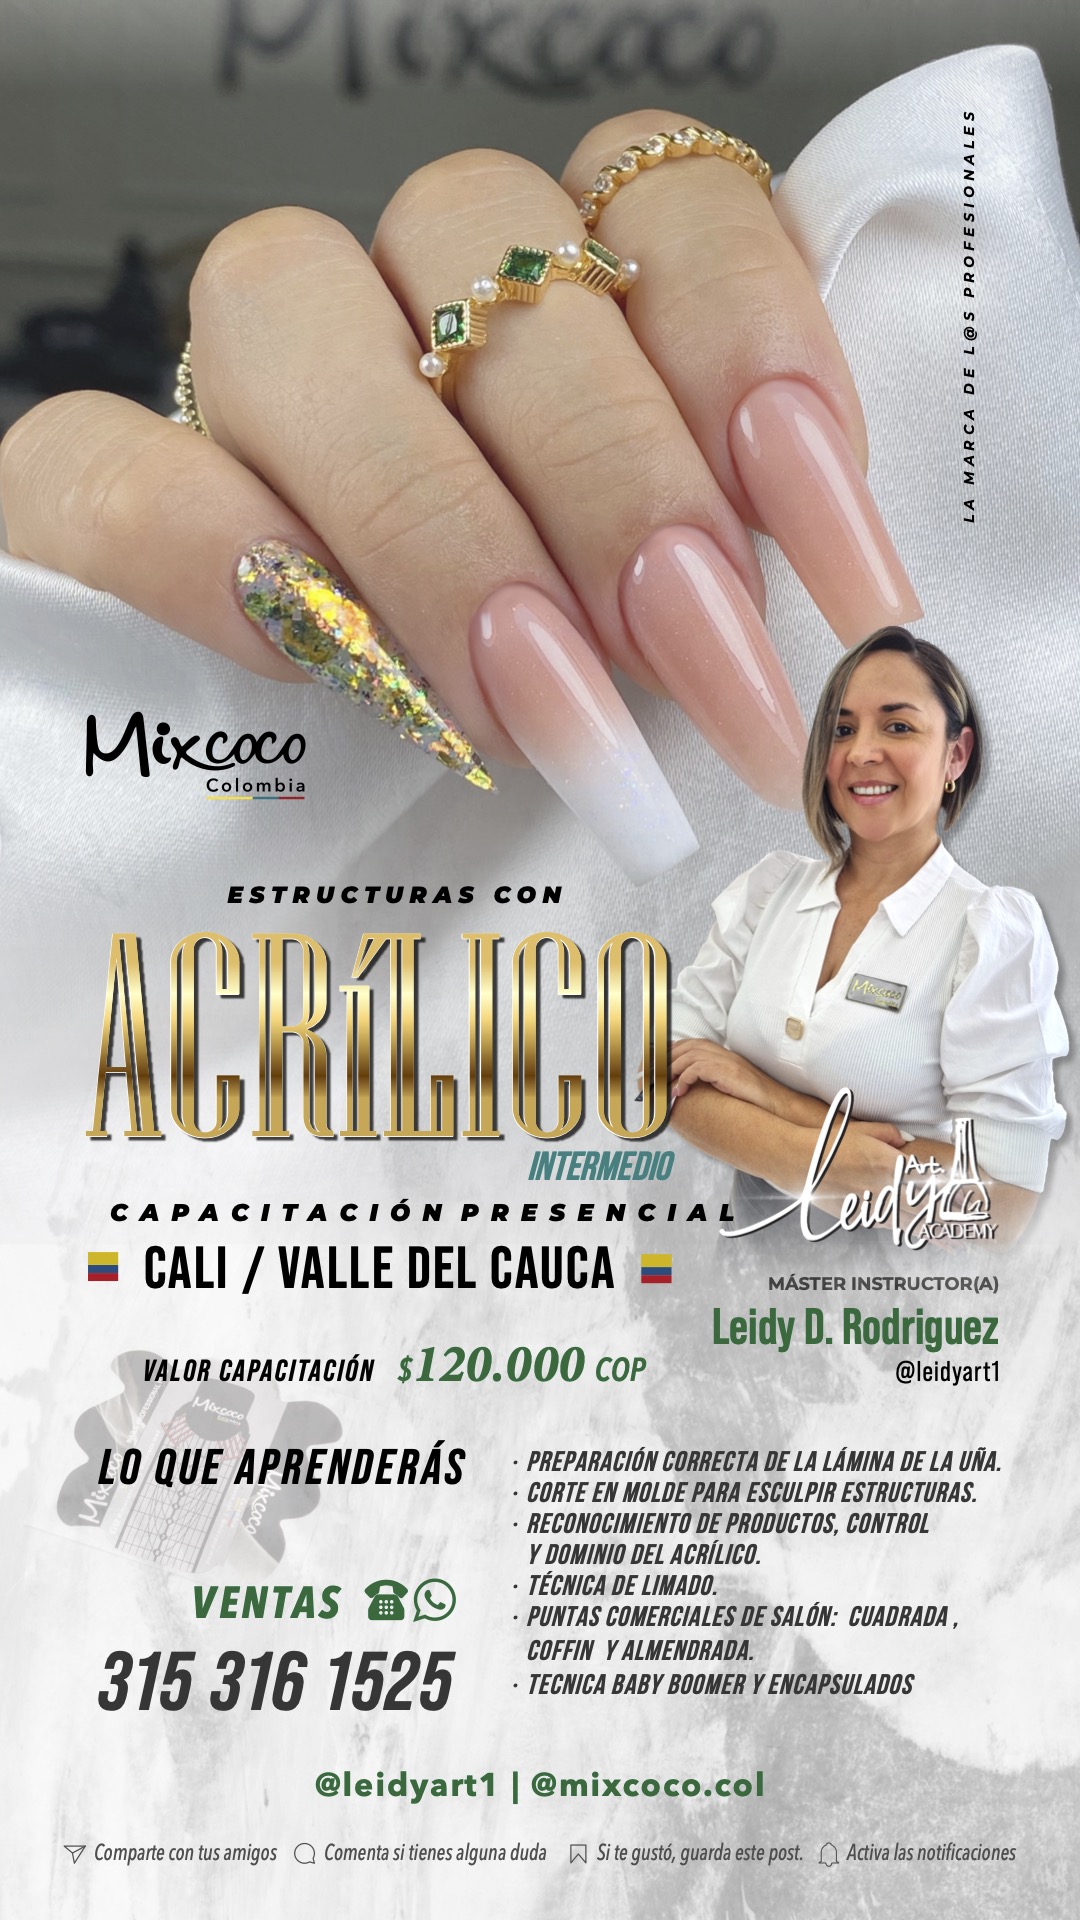 Mixcoco
LA MARCA DE L@S PROFESIONALES
Mixcoco
Colombia
ESTRUCTURAS CON
ACRíLICO
INTERMEDIO
CAPACITACIÓN PRESENCIAL
CALI / VALLE DEL CAUCA
Mixcoco
Art.
Leidy
ACADEMY
MÁSTER INSTRUCTOR(A)
Leidy D. Rodriguez
@leidyart1
VALOR CAPACITACIÓN $120.000 COP
Mixcoco
Mixcoco
Mixcoco
LO QUE APRENDERÁS
· PREPARACIÓN CORRECTA DE LA LÁMINA DE LA UÑA.
· CORTE EN MOLDE PARA ESCULPIR ESTRUCTURAS.
· RECONOCIMIENTO DE PRODUCTOS, CONTROL
Y DOMINIO DEL ACRÍLICO.
· TÉCNICA DE LIMADO.
· PUNTAS COMERCIALES DE SALÓN: CUADRADA ,
COFFIN Y ALMENDRADA.
· TECNICA BABY BOOMER Y ENCAPSULADOS
VENTAS
315 316 1525
@leidyart1 | @mixcoco.col
Comparte con tus amigos
Comenta si tienes alguna duda
Si te gustó, guarda este post.
Activa las notificaciones